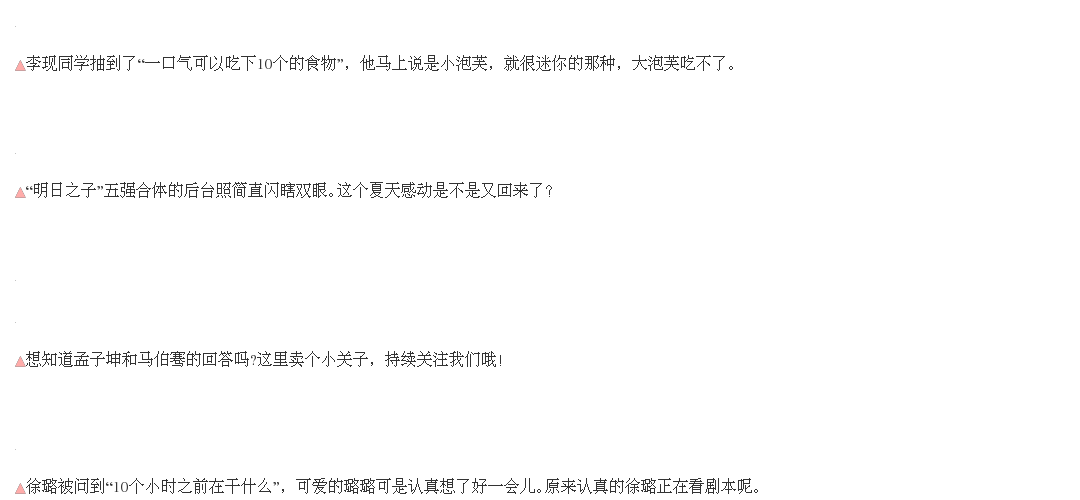 ▲李现同学抽到了“一口气可以吃下10个的食物”，他马上说是小泡芙，就很迷你的那种，大泡芙吃不了。
▲“明日之子”五强合体的后台照简直闪瞎双眼。这个夏天感动是不是又回来了?
▲想知道孟子坤和马伯骞的回答吗?这里卖个小关子，持续关注我们哦!
▲徐璐被问到“10个小时之前在干什么”，可爱的璐璐可是认真想了好一会儿。原来认真的徐璐正在看剧本呢。